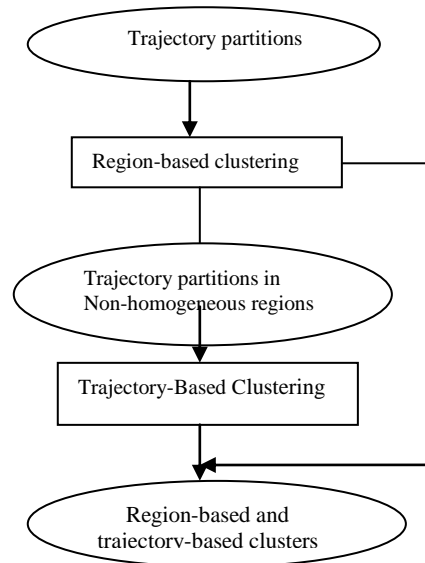 Trajectory partitions
Region-based clustering
Trajectory partitions in
Non-homogeneous regions
Trajectory-Based Clustering
Region-based and
trajectory-based clusters